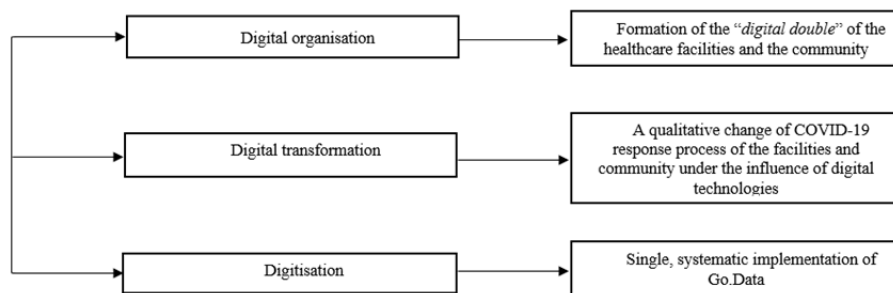 Digital organisation
Formation of the “digital double” of the
healthcare facilities and the community
Digital transformation
A qualitative change of COVID-19
response process of the facilities and
community under the influence of digital
technologies
Digitisation
Single, systematic implementation of
Go.Data